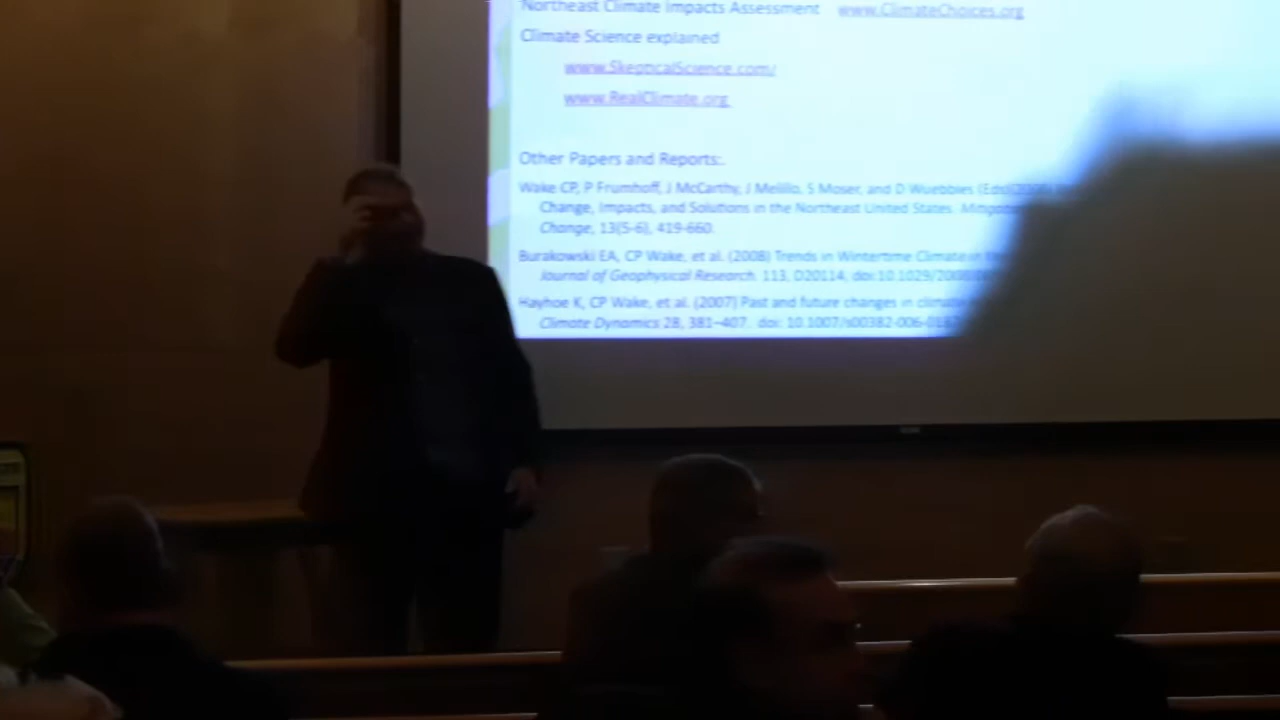 Northeast Climate Impacts Assessment www.ClimateChoices.org
Climate Science explained
www.SkepticalScience.com/
www.RealClimate.org
Other Papers and Reports:
Wake CP, P Frumhoff, J McCarthy, J Melillo, S Moser, and D Wuebbles (Eds)
Change, Impacts, and Solutions in the Northeast United States.
Change, 13(5-6), 419-660.
Burakowski EA, CP Wake, et al. (2008) Trends in Wintertime Climate in the
Journal of Geophysical Research. 113, D20114, doi:10.1029/
Hayhoe K, CP Wake, et al. (2007) Past and future changes in
Climate Dynamics 28, 381–407. doi: 10.1007/s00382-006-